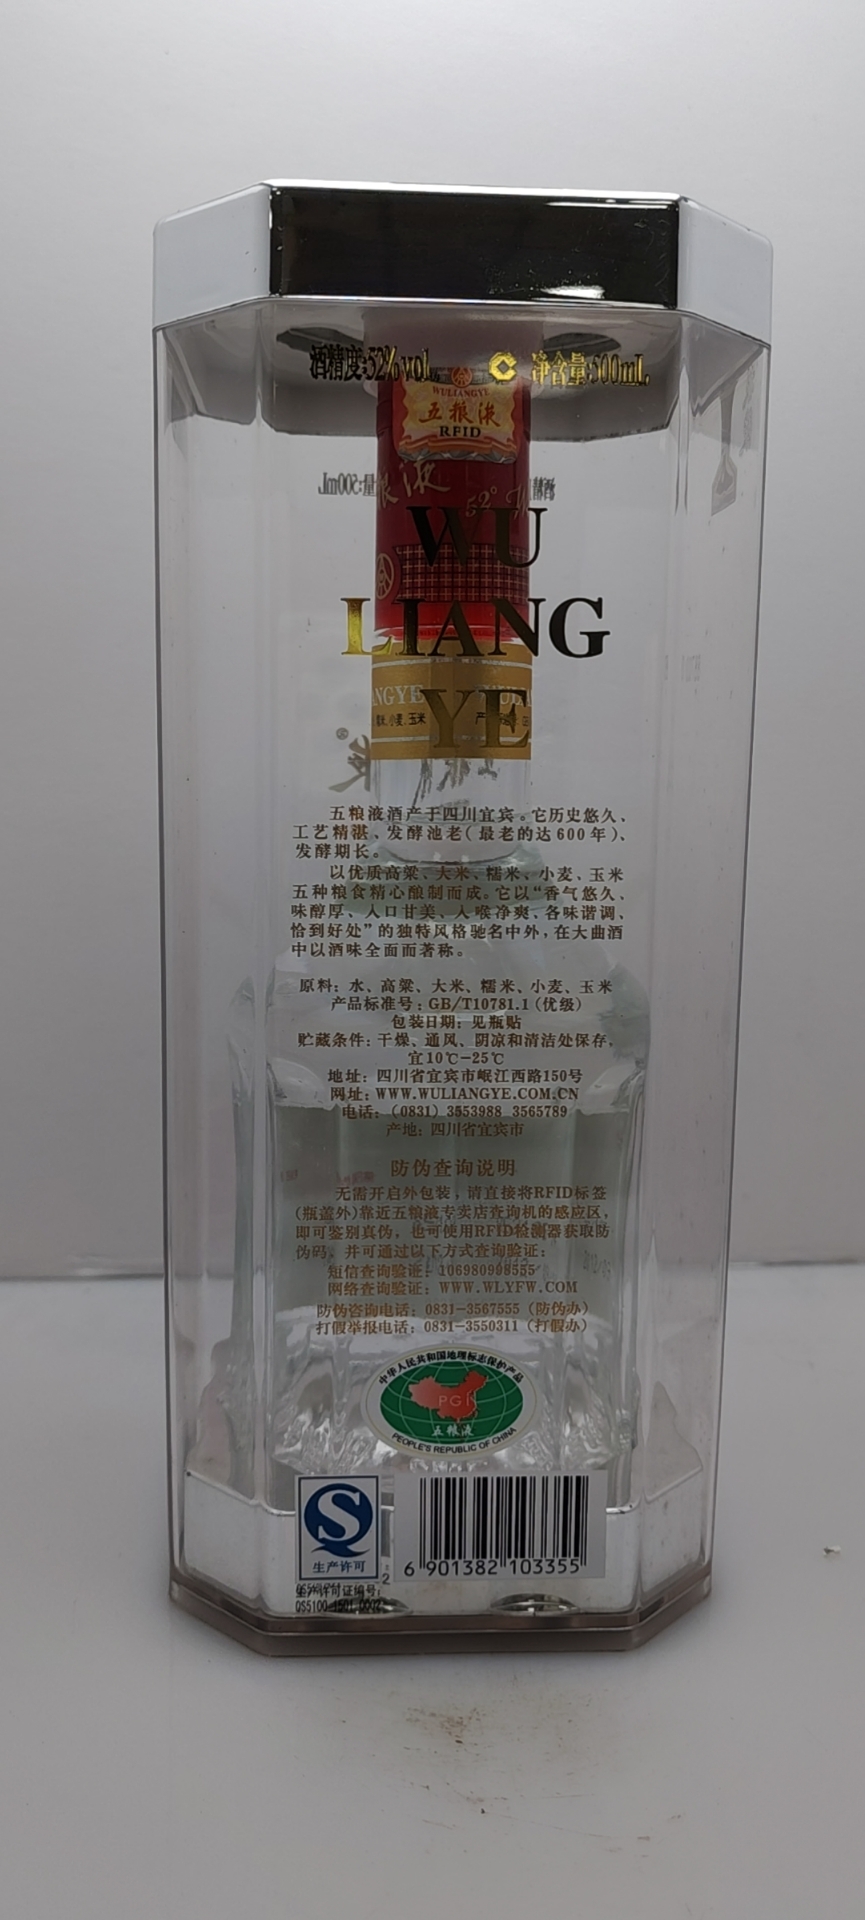 酒精度:52%vol 净含量:500mL
WULIANGYE
五粮液
RFID
粮液
52°
WU
LIANG
YE
ANGYE
小麦、玉米
五粮液酒产于四川宜宾。它历史悠久、
工艺精湛、发酵池老(最老的达600年)、
发酵期长。
以优质高粱、大米、糯米、小麦、玉米
五种粮食精心酿制而成。它以“香气悠久、
味醇厚、入口甘美、入喉净爽、各味谐调、
恰到好处”的独特风格驰名中外,在大曲酒
中以酒味全面而著称。
原料：水、高粱、大米、糯米、小麦、玉米
产品标准号：GB/T10781.1(优级)
包装日期：见瓶贴
贮藏条件：干燥、通风、阴凉和清洁处保存,
宜10℃-25℃
地址：四川省宜宾市岷江西路150号
网址：WWW.WULIANGYE.COM.CN
电话：(0831) 3553988 3565789
产地：四川省宜宾市
防伪查询说明
无需开启外包装，请直接将RFID标签
(瓶盖外)靠近五粮液专卖店查询机的感应区,
即可鉴别真伪，也可使用RFID检测器获取防
伪码，并可通过以下方式查询验证：
短信查询验证：106980998555
网络查询验证：WWW.WLYFW.COM
防伪咨询电话：0831-3567555（防伪办）
打假举报电话：0831-3550311（打假办）
中华人民共和国地理标志保护产品
PGI
五粮液
PEOPLE'S REPUBLIC OF CHINA
生产许可
6 901382 103355
生产许可证编号:
QS5100 1501 0002